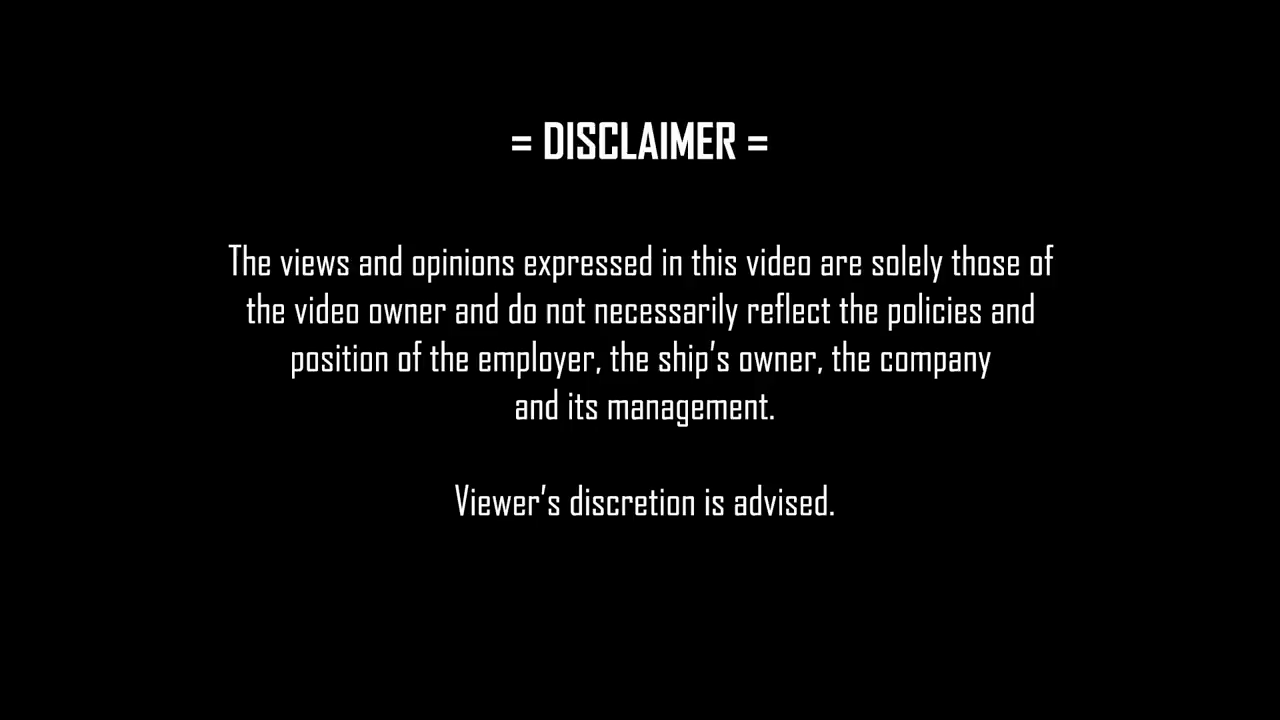 = DISCLAIMER =
The views and opinions expressed in this video are solely those of
the video owner and do not necessarily reflect the policies and
position of the employer, the ship’s owner, the company
and its management.
Viewer’s discretion is advised.